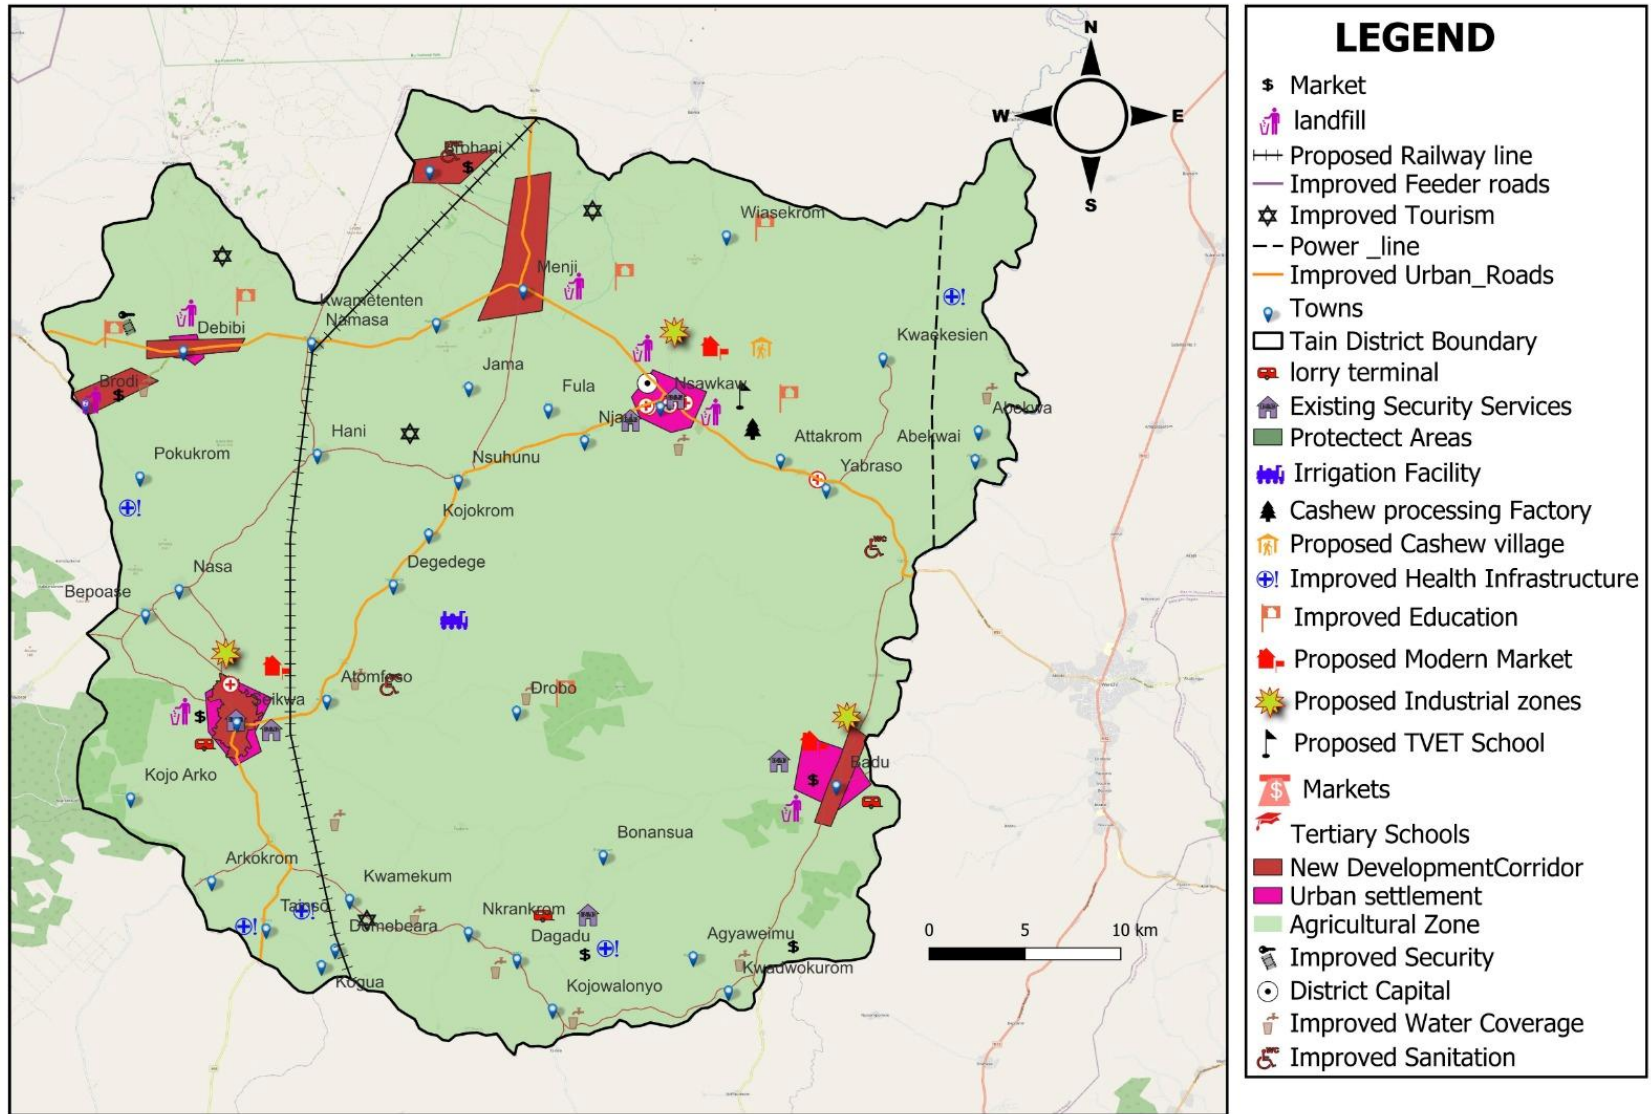 N
W
E
S
Brohani
Wiasekrom
Menji
Kwametenten
Namasa
Debibi
Kwaekesien
Jama
Fula
Nsawkaw
Brodi
Abekwa
Njau
Hani
Attakrom
Abekwai
Pokukrom
Nsuhunu
Yabraso
Kojokrom
Degedege
Nasa
Bepoase
Atomfoso
Drobo
Seikwa
Badu
Kojo Arko
Bonansua
Arkokrom
Kwamekum
Tainso
Nkrankrom
Domebeara
Dagadu
Agyaweimu
Kwadwokurom
Kogua
Kojowalonyo
0 5 10 km
LEGEND
$ Market
landfill
Proposed Railway line
Improved Feeder roads
Improved Tourism
Power _line
Improved Urban_Roads
Towns
Tain District Boundary
lorry terminal
Existing Security Services
Protectect Areas
Irrigation Facility
Cashew processing Factory
Proposed Cashew village
Improved Health Infrastructure
Improved Education
Proposed Modern Market
Proposed Industrial zones
Proposed TVET School
Markets
Tertiary Schools
New DevelopmentCorridor
Urban settlement
Agricultural Zone
Improved Security
District Capital
Improved Water Coverage
Improved Sanitation